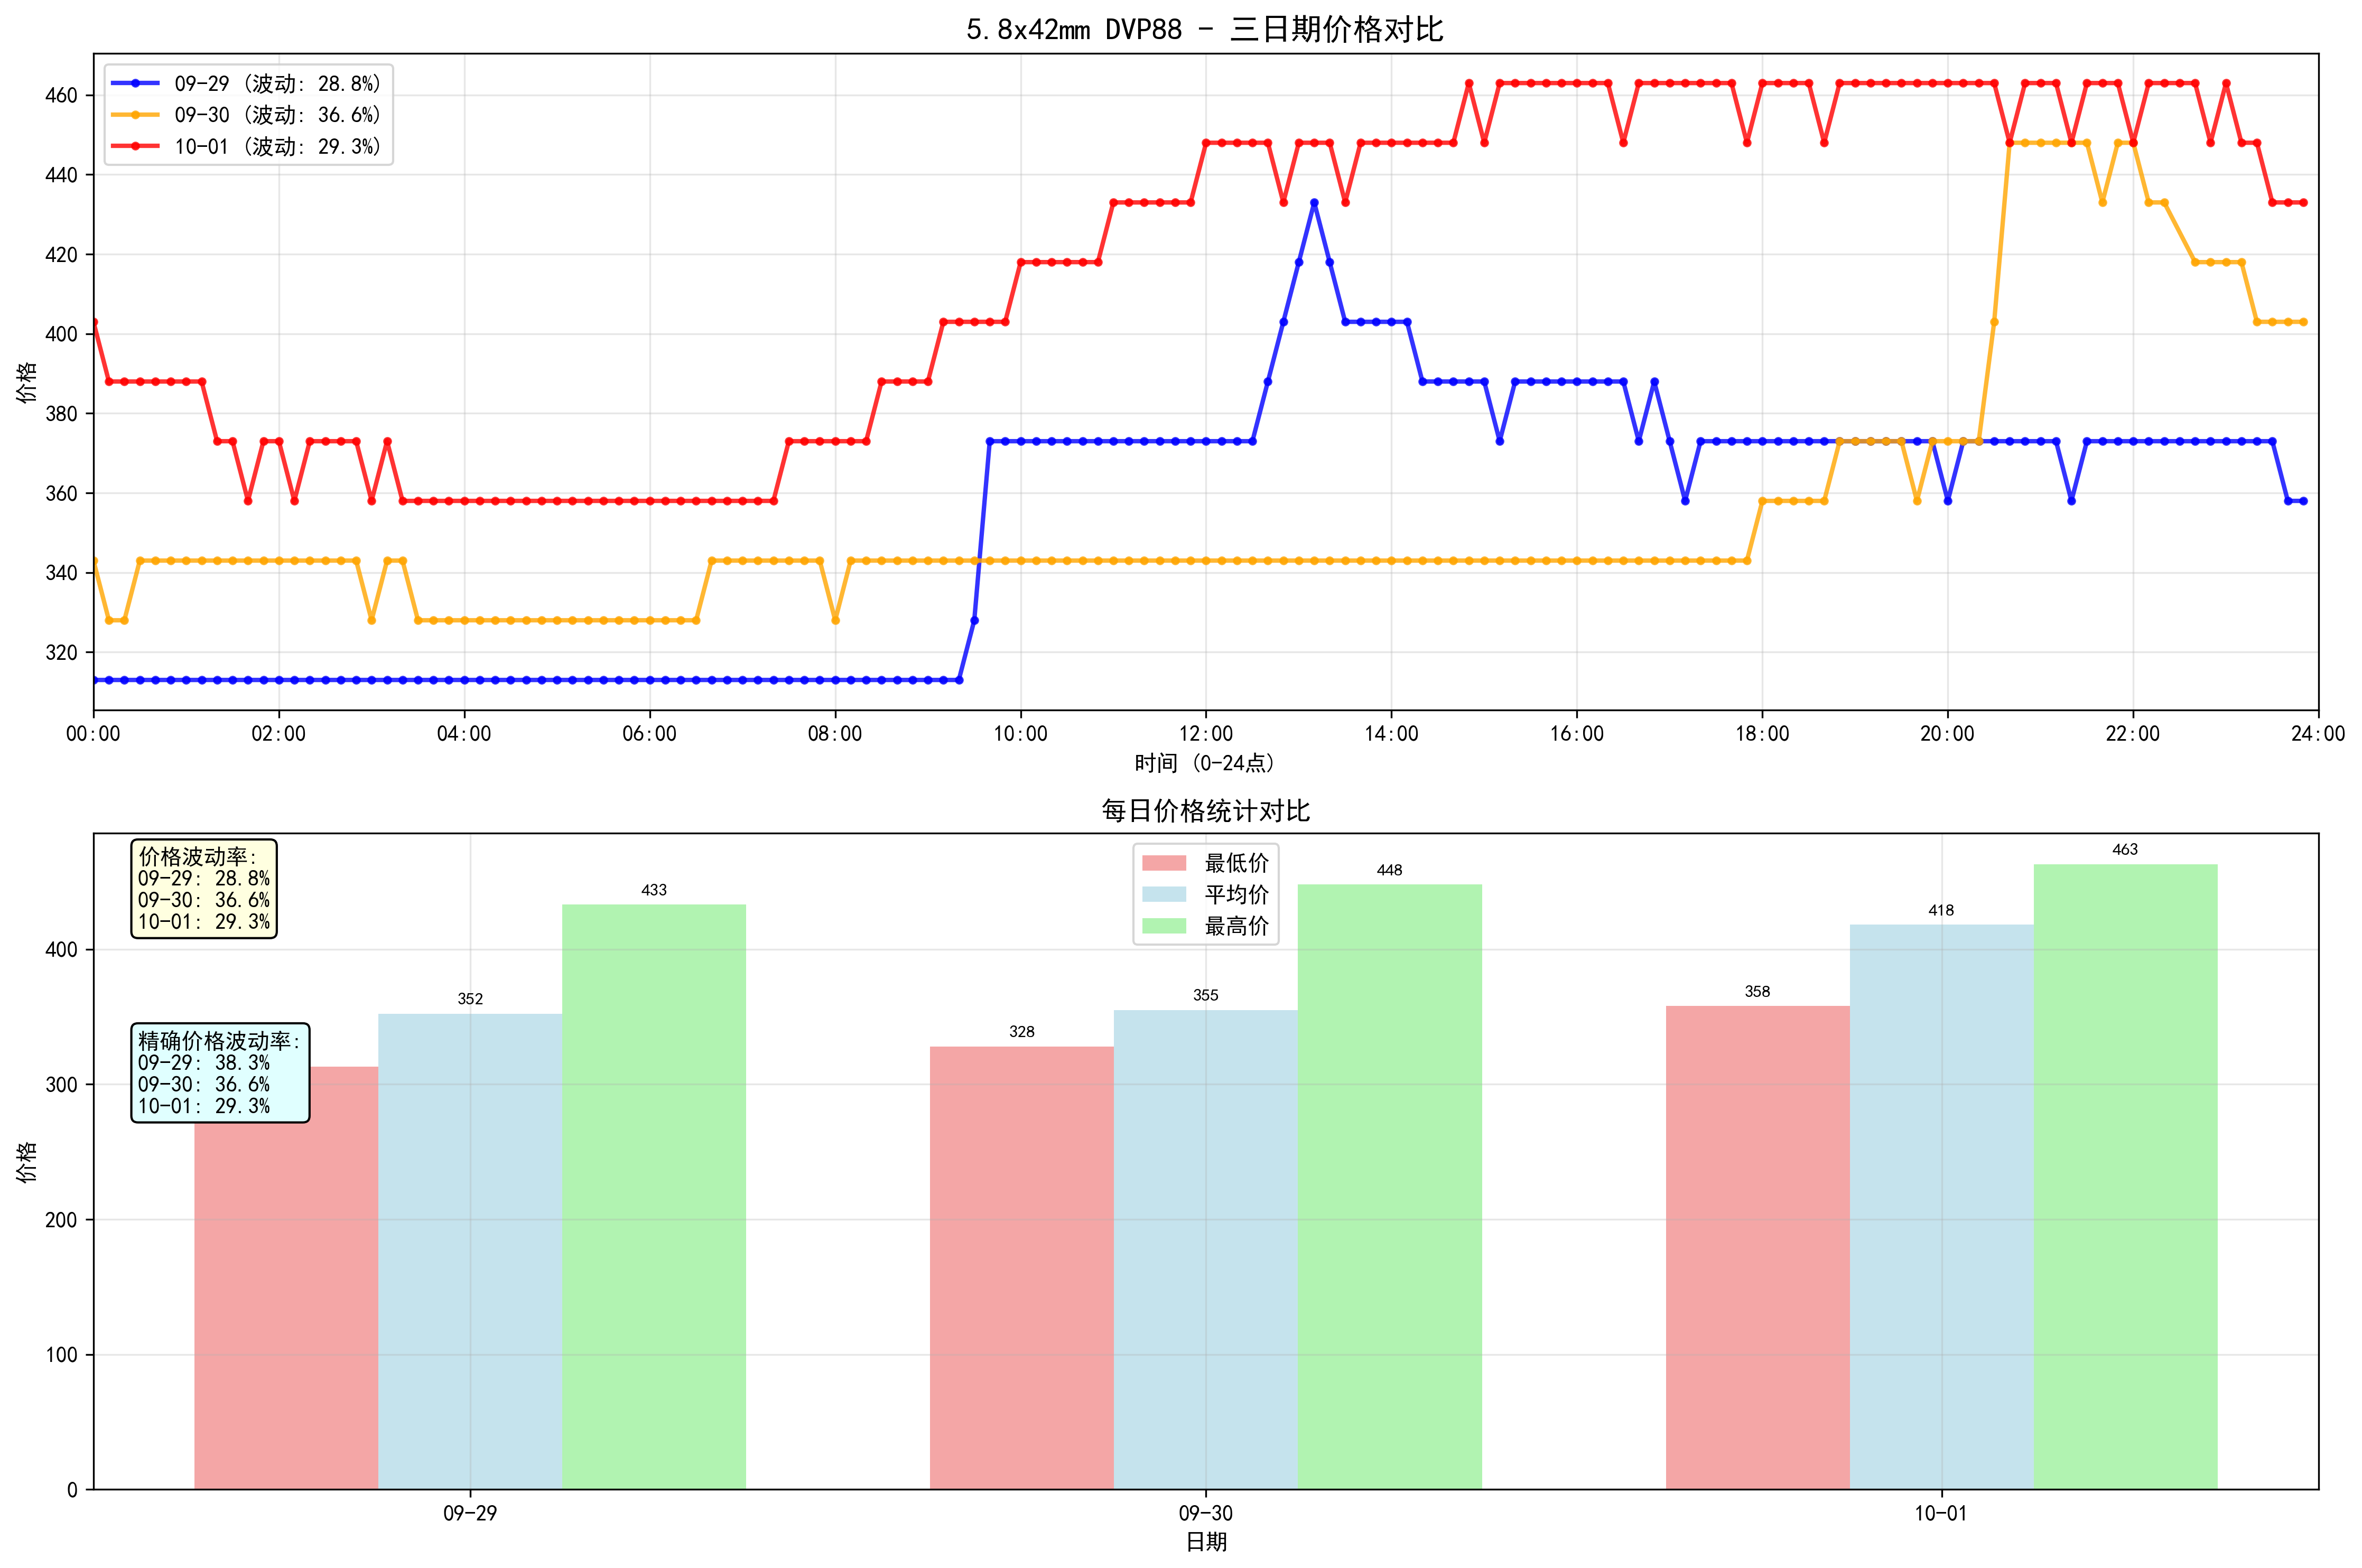 5.8x42mm DVP88 - 三日期价格对比
09-29 (波动: 28.8%)
09-30 (波动: 36.6%)
10-01 (波动: 29.3%)
价格
460
440
420
400
380
360
340
320
00:00 02:00 04:00 06:00 08:00 10:00 12:00 14:00 16:00 18:00 20:00 22:00 24:00
时间 (0-24点)
每日价格统计对比
价格波动率:
09-29: 28.8%
09-30: 36.6%
10-01: 29.3%
最低价
平均价
最高价
精确价格波动率:
09-29: 38.3%
09-30: 36.6%
10-01: 29.3%
352
433
328
355
448
358
418
463
价格
400
300
200
100
0
09-29 09-30 10-01
日期